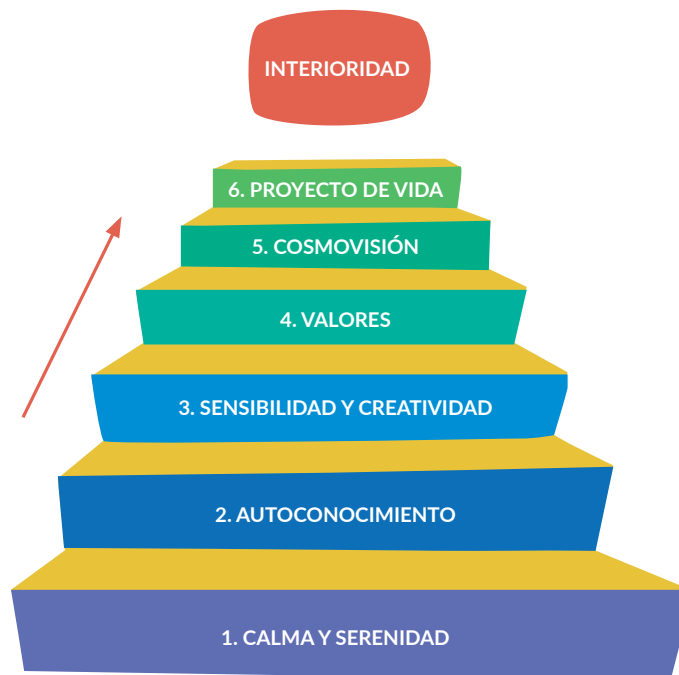 INTERIORIDAD
6. PROYECTO DE VIDA
5. COSMOVISIÓN
4. VALORES
3. SENSIBILIDAD Y CREATIVIDAD
2. AUTOCONOCIMIENTO
1. CALMA Y SERENIDAD